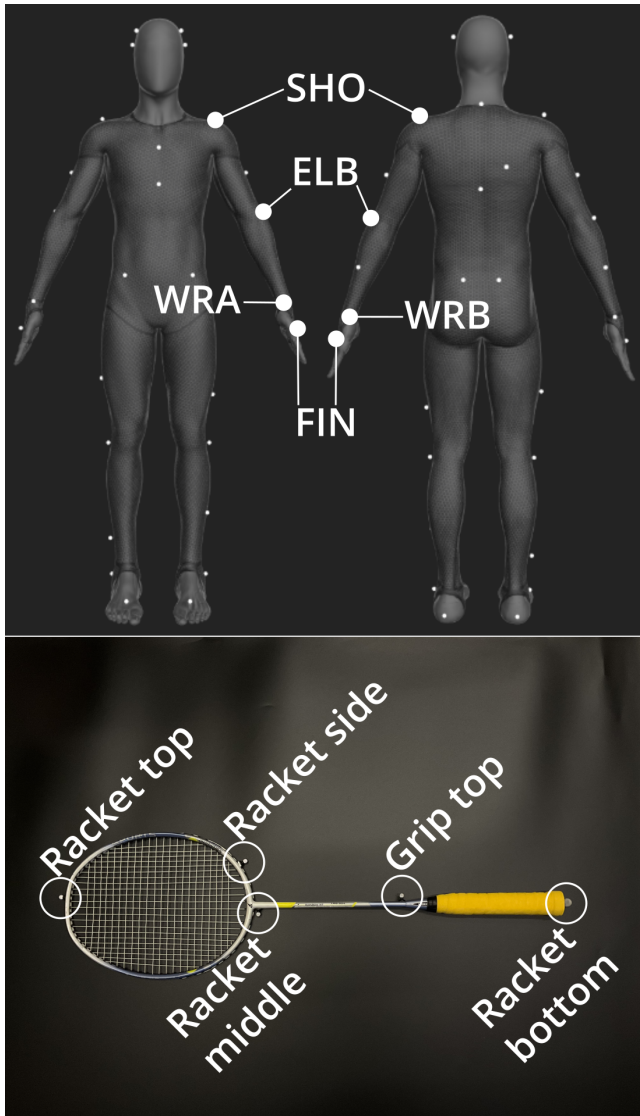 SHO
ELB
WRA
WRB
FIN
Racket top
Racket side
Grip top
Racket
middle
Racket
bottom